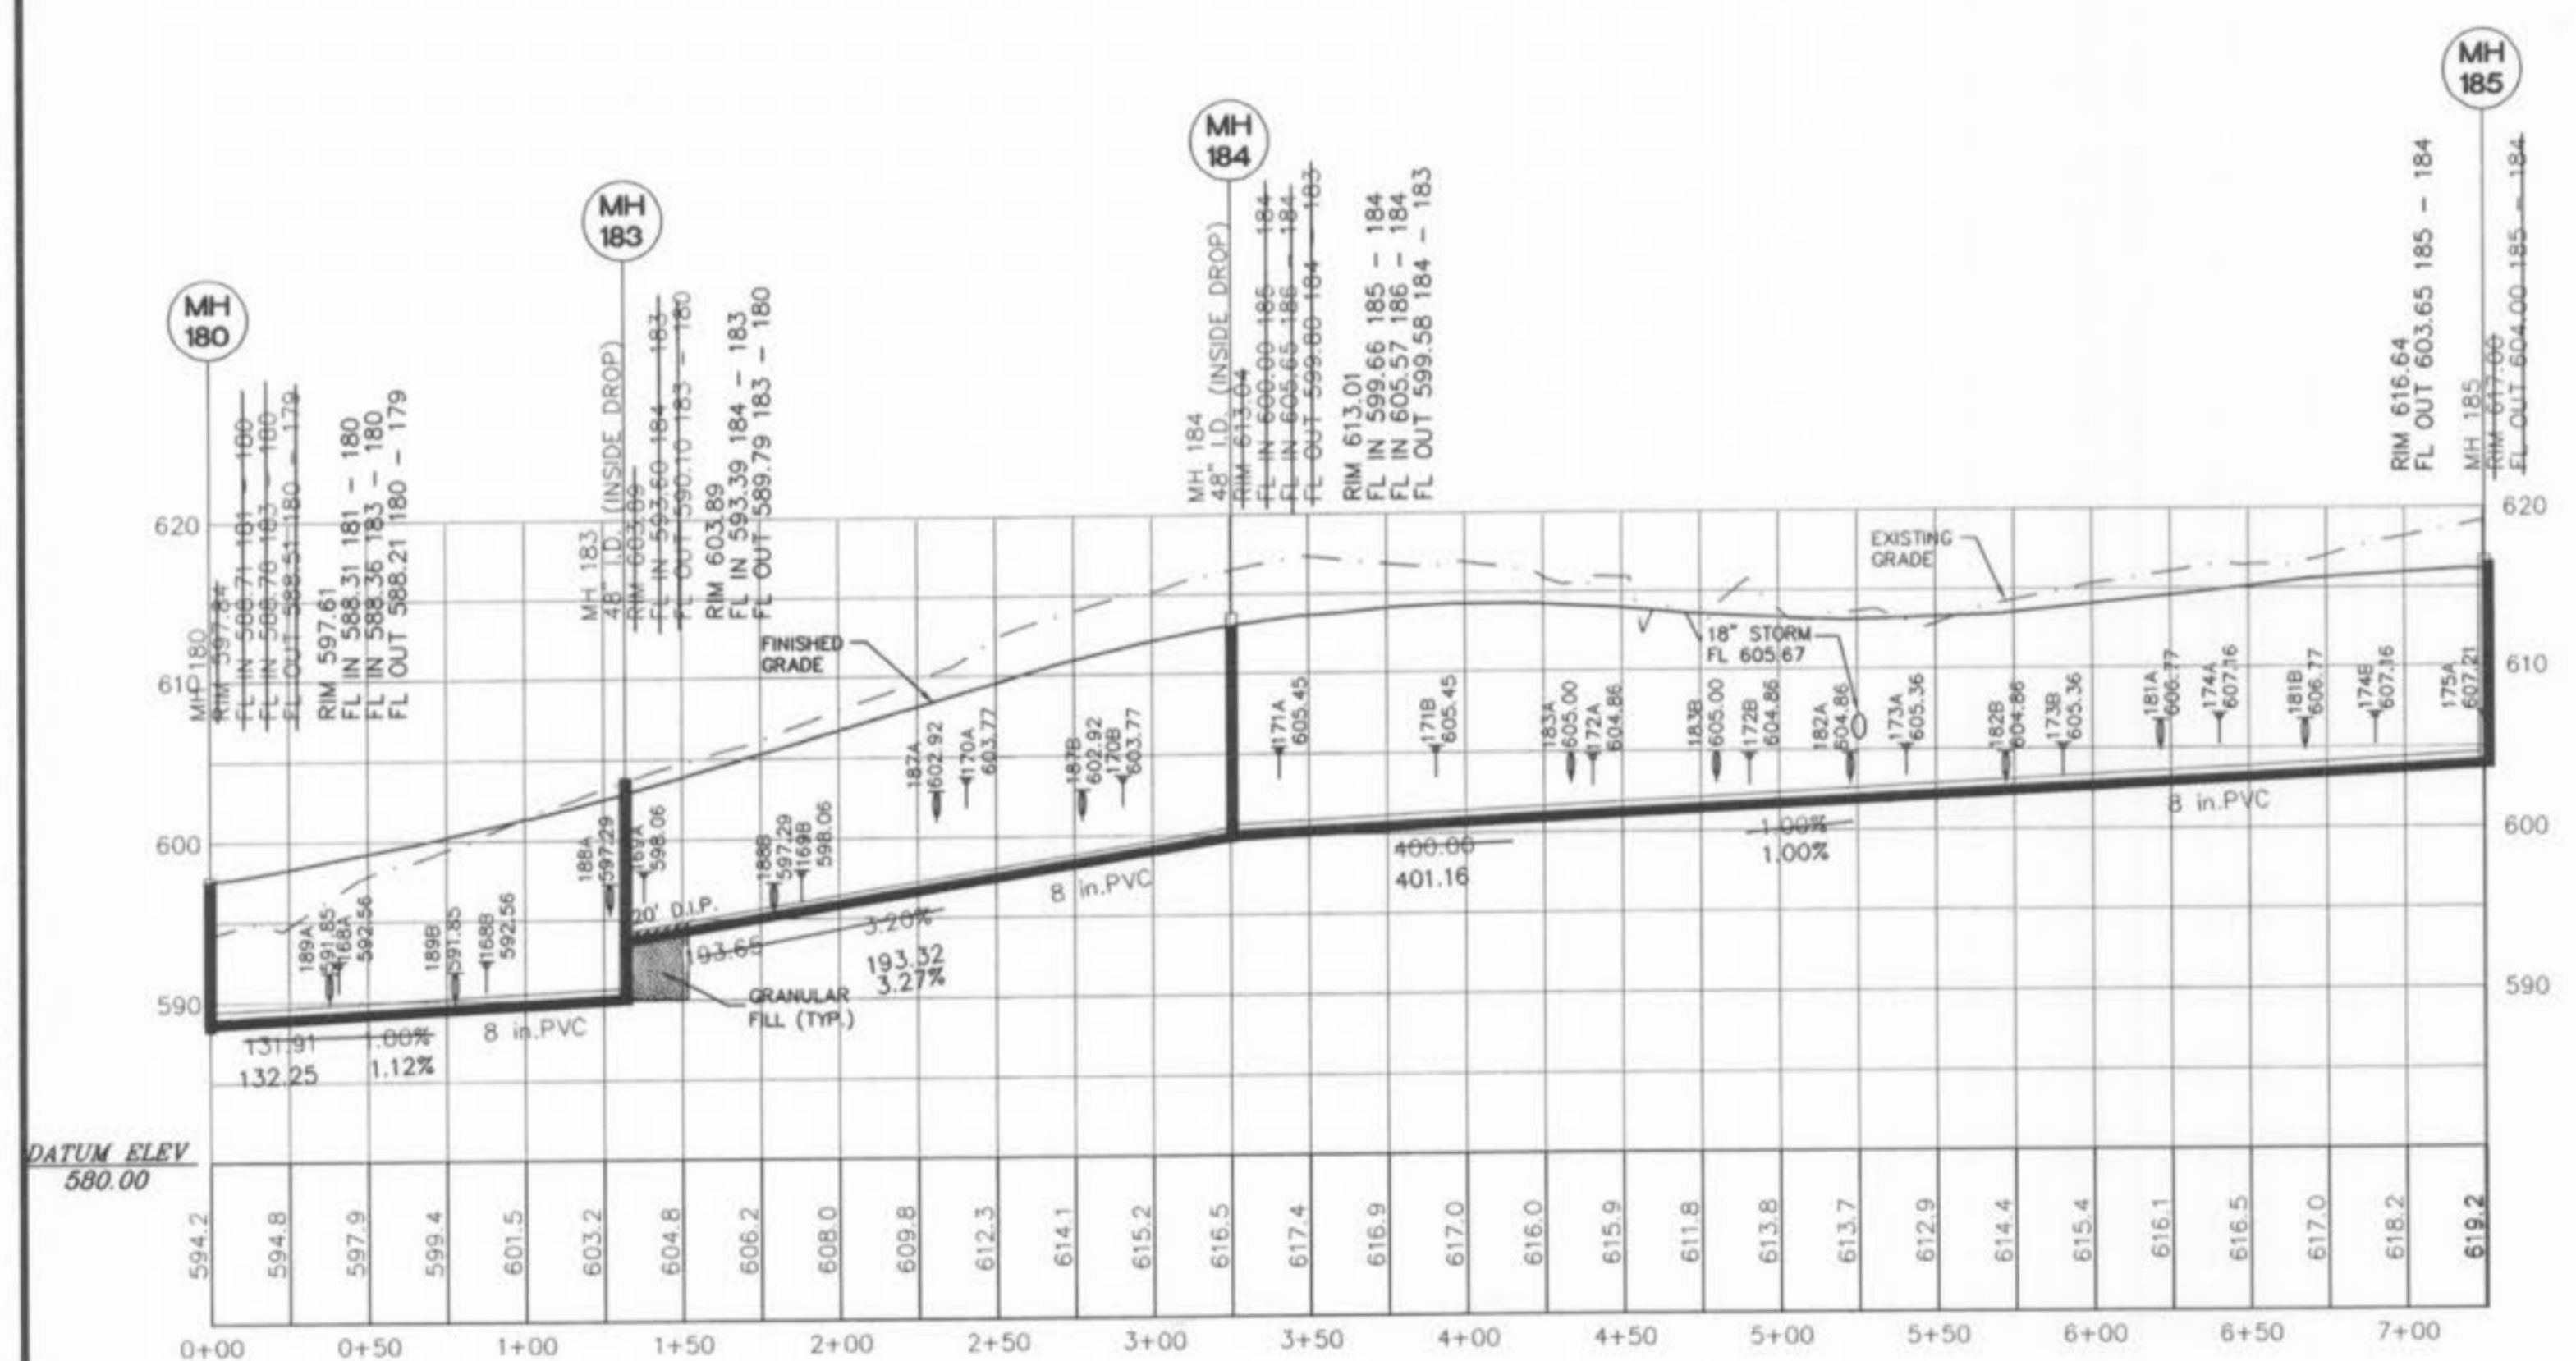 MH
180
MH 180
RIM 597.84
FL IN 588.71 181 - 180
FL IN 588.76 183 - 180
FL OUT 588.51 180 - 179
RIM 597.61
FL IN 588.31 181 - 180
FL IN 588.36 183 - 180
FL OUT 588.21 180 - 179
MH
183
MH 183
48" I.D. (INSIDE DROP)
RIM 603.89
FL IN 593.60 184 - 183
FL OUT 590.10 183 - 180
RIM 603.89
FL IN 593.39 184 - 183
FL OUT 589.79 183 - 180
MH
184
MH 184
48" I.D. (INSIDE DROP)
RIM 613.04
FL IN 600.00 185 - 184
FL IN 605.65 186 - 184
FL OUT 599.80 184 - 183
RIM 613.01
FL IN 599.66 185 - 184
FL IN 605.57 186 - 184
FL OUT 599.58 184 - 183
MH
185
RIM 616.64
FL OUT 603.65 185 - 184
MH 185
RIM 617.00
FL OUT 604.00 185 - 184
620
610
600
590
620
610
600
590
FINISHED
GRADE
EXISTING
GRADE
18" STORM
FL 605.67
189A
591.85
168A
592.56
189B
591.85
168B
592.56
188A
597.29
169A
598.06
188B
597.29
169B
598.06
187A
602.92
170A
603.77
187B
602.92
170B
603.77
171A
605.45
171B
605.45
183A
605.00
172A
604.86
183B
605.00
172B
604.86
182A
604.86
173A
605.36
182B
604.86
173B
605.36
181A
606.77
174A
607.16
181B
606.77
174B
607.16
175A
607.21
20' D.I.P.
GRANULAR
FILL (TYP.)
131.91 1.00%
132.25 1.12%
8 in.PVC
193.65 3.20%
193.32
3.27%
8 in.PVC
400.00 1.00%
401.16 1.00%
8 in.PVC
DATUM ELEV
580.00
594.2
594.8
597.9
599.4
601.5
603.2
604.8
606.2
608.0
609.8
612.3
614.1
615.2
616.5
617.4
616.9
617.0
616.0
615.9
611.8
613.8
613.7
612.9
614.4
615.4
616.1
616.5
617.0
618.2
619.2
0+00 0+50 1+00 1+50 2+00 2+50 3+00 3+50 4+00 4+50 5+00 5+50 6+00 6+50 7+00